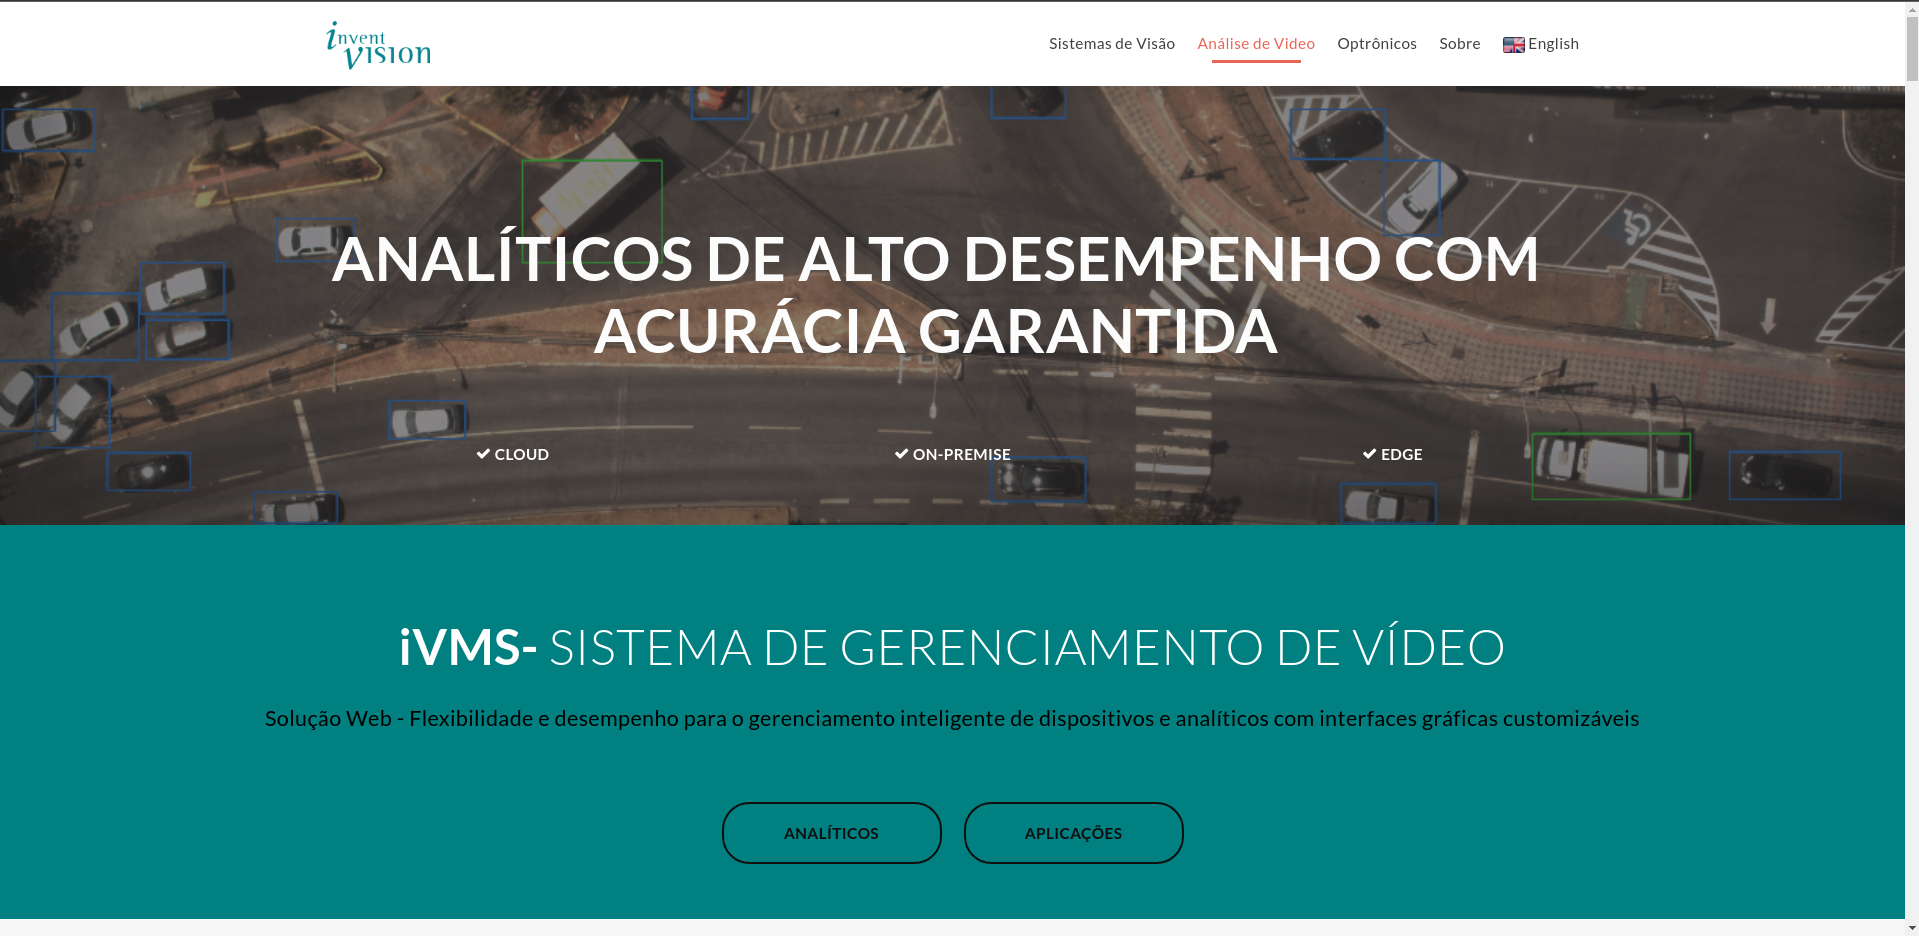 invent
vision
Sistemas de Visão
Análise de Video
Optrônicos
Sobre
English
ANALÍTICOS DE ALTO DESEMPENHO COM
ACURÁCIA GARANTIDA
CLOUD
ON-PREMISE
EDGE
iVMS- SISTEMA DE GERENCIAMENTO DE VÍDEO
Solução Web - Flexibilidade e desempenho para o gerenciamento inteligente de dispositivos e analíticos com interfaces gráficas customizáveis
ANALÍTICOS
APLICAÇÕES